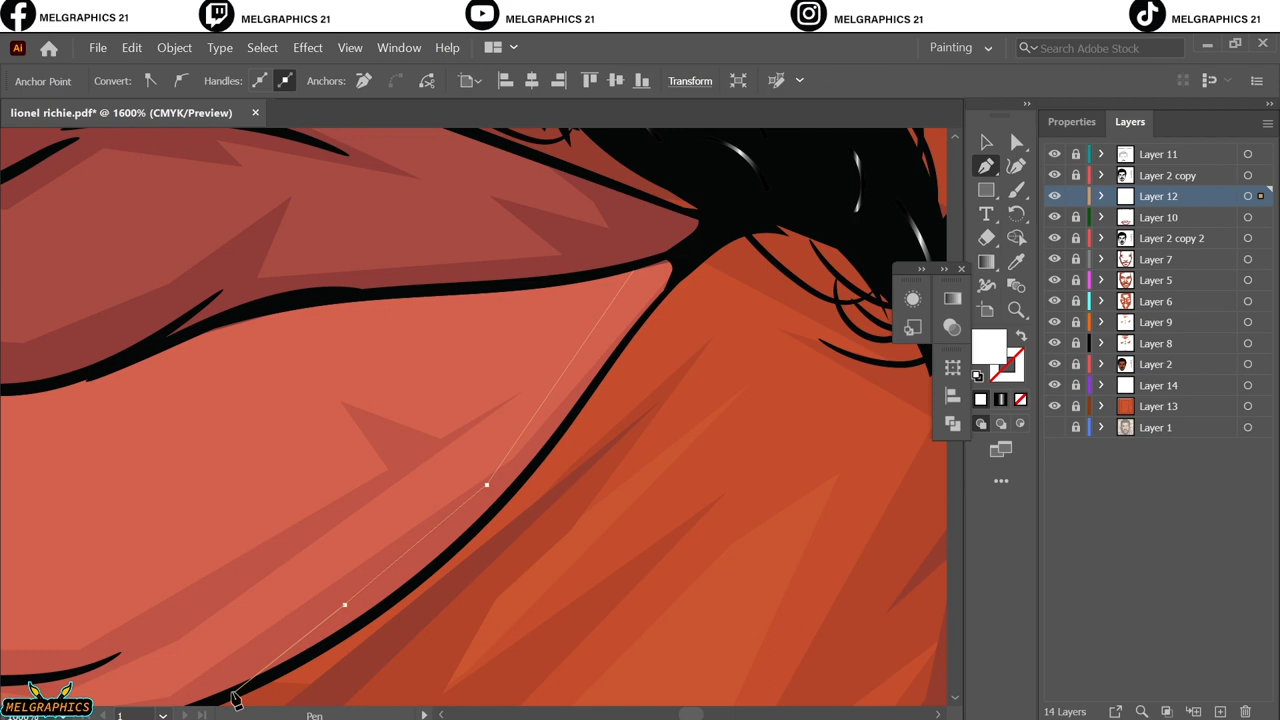 MELGRAPHICS 21 MELGRAPHICS 21 MELGRAPHICS 21 MELGRAPHICS 21 MELGRAPHICS 21
Ai File Edit Object Type Select Effect View Window Help Painting Search Adobe Stock
Anchor Point Convert: Handles: Anchors: Transform
lionel richie.pdf* @ 1600% (CMYK/Preview)
Properties Layers
Layer 11
Layer 2 copy
Layer 12
Layer 10
Layer 2 copy 2
Layer 7
Layer 5
Layer 6
Layer 9
Layer 8
Layer 2
Layer 14
Layer 13
Layer 1
MELGRAPHICS
1 Pen
14 Layers